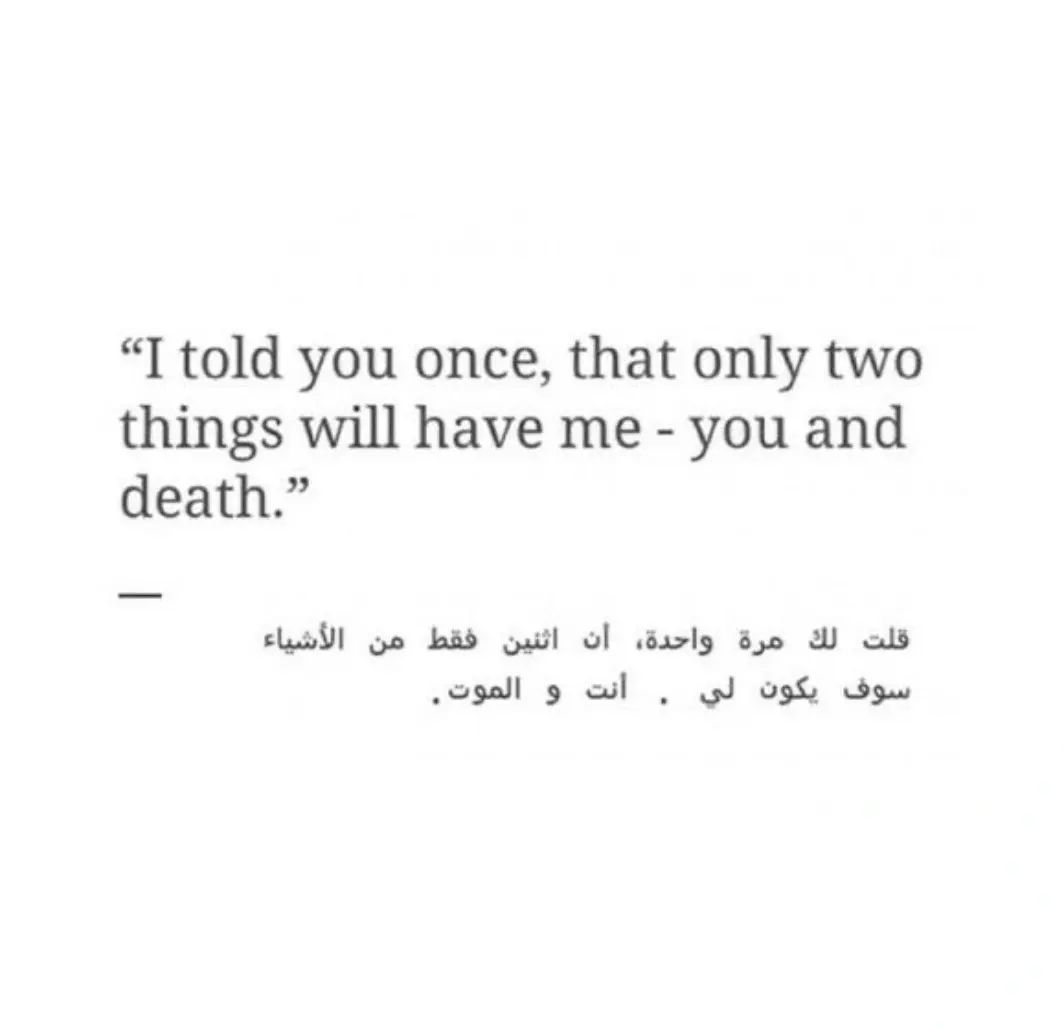 “I told you once, that only two
things will have me - you and
death.”
—
قلت لك مرة واحدة، أن اثنين فقط من الأشياء
سوف يكون لي . أنت و الموت.